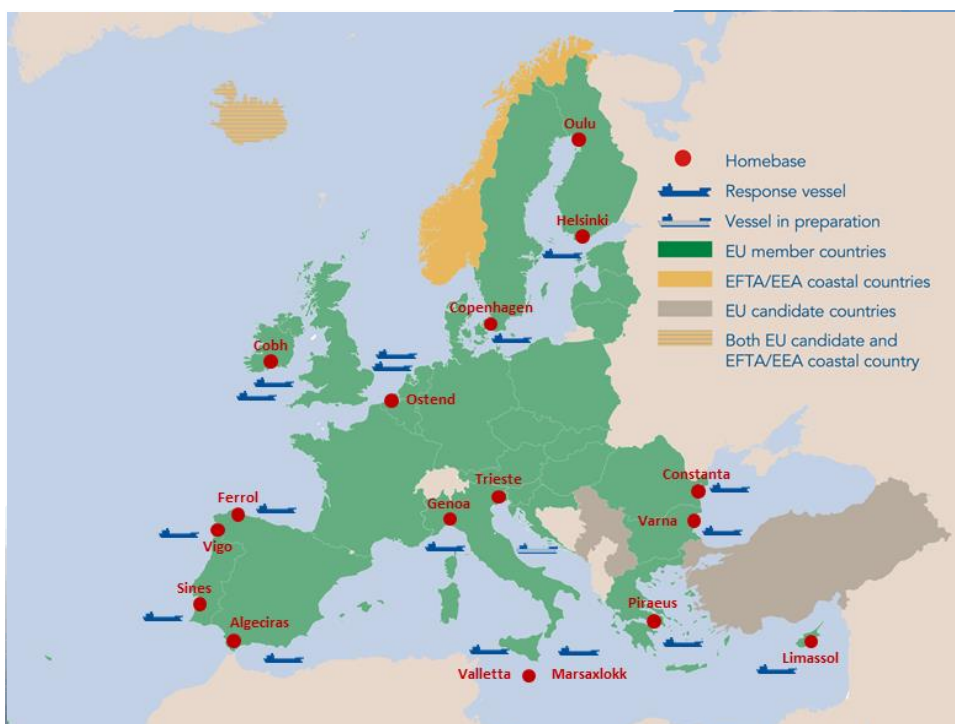 Oulu
Homebase
Response vessel
Helsinki
Vessel in preparation
EU member countries
EFTA/EEA coastal countries
Copenhagen
EU candidate countries
Cobh
Both EU candidate and
EFTA/EEA coastal country
Ostend
Trieste
Constanta
Ferrol
Genoa
Varna
Vigo
Sines
Piraeus
Algeciras
Limassol
Valletta
Marsaxlokk